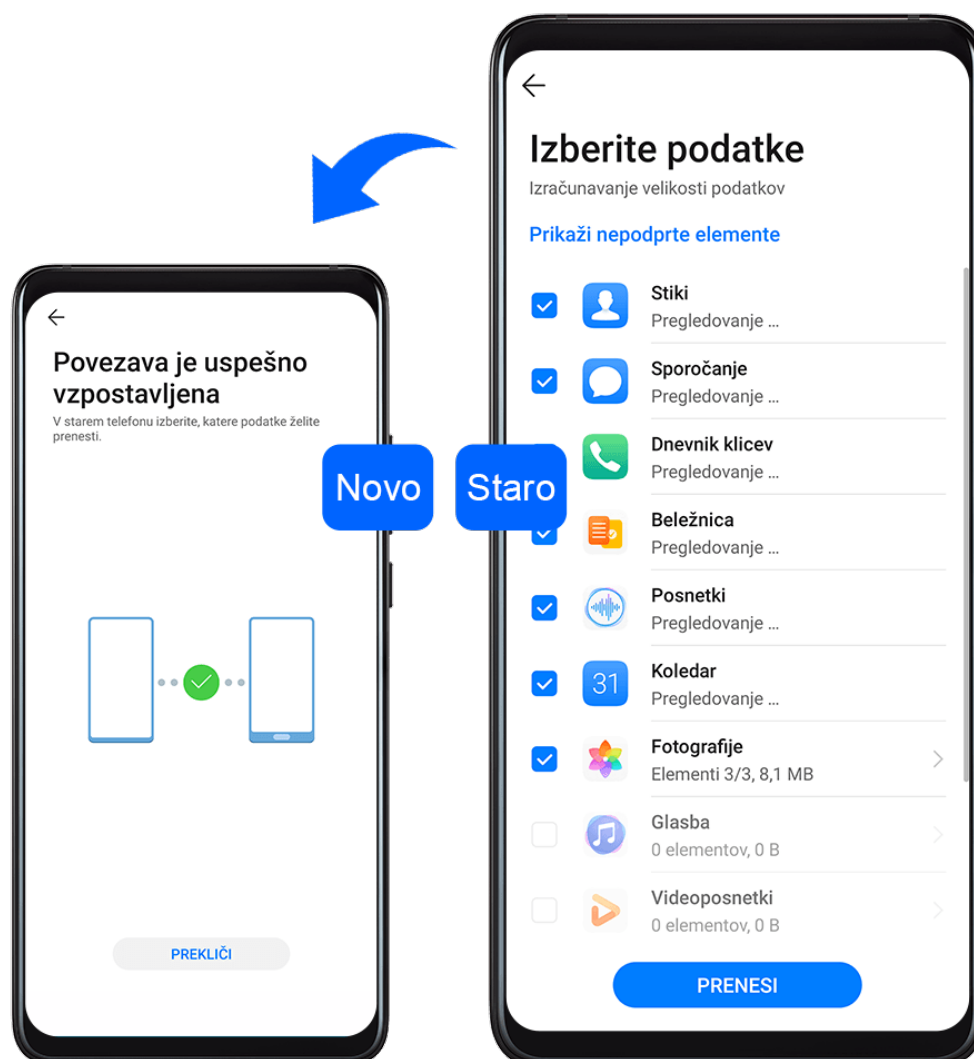 Povezava je uspešno
vzpostavljena
V starem telefonu izberite, katere podatke želite
prenesti.
Novo
PREKLIČI
Staro
Izberite podatke
Izračunavanje velikosti podatkov
Prikaži nepodprte elemente
Stiki
Pregledovanje ...
Sporočanje
Pregledovanje ...
Dnevnik klicev
Pregledovanje ...
Beležnica
Pregledovanje ...
Posnetki
Pregledovanje ...
31
Koledar
Pregledovanje ...
Fotografije
Elementi 3/3, 8,1 MB
Glasba
0 elementov, 0 B
Videoposnetki
0 elementov, 0 B
PRENESI